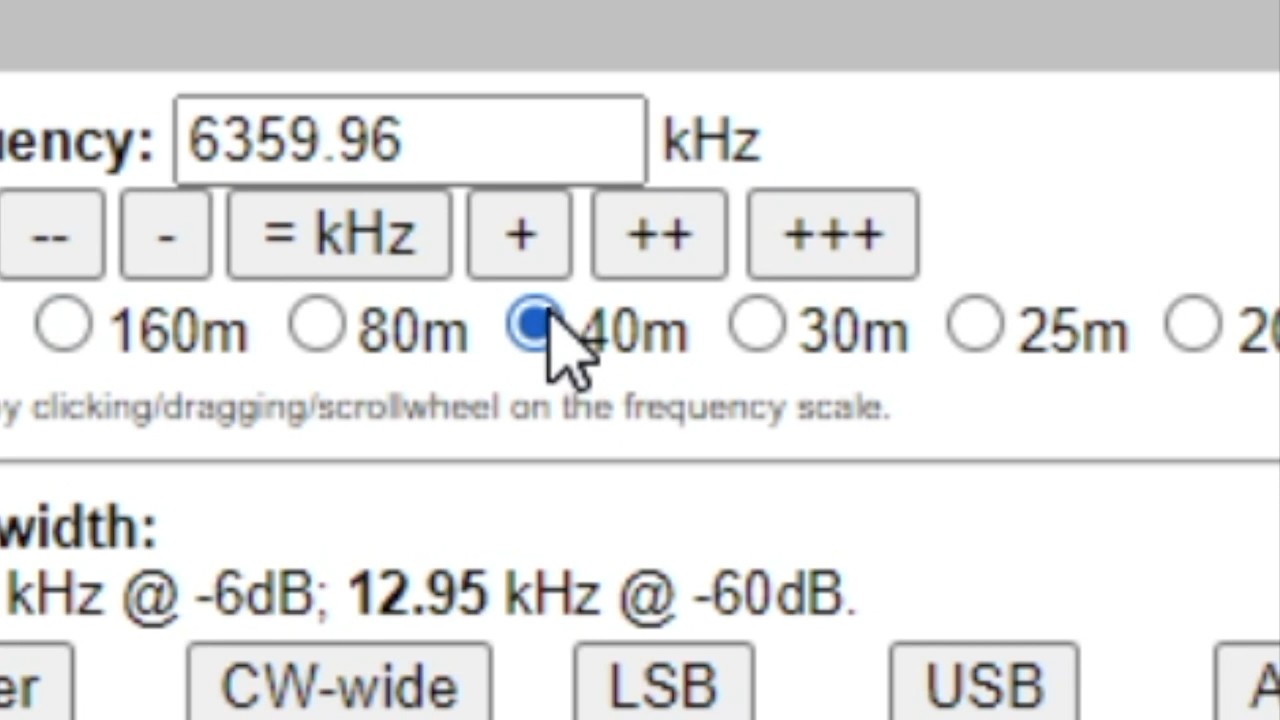 uency: 6359.96 kHz
-- - = kHz + ++ +++
160m 80m 40m 30m 25m 20
y clicking/dragging/scrollwheel on the frequency scale.
width:
kHz @ -6dB; 12.95 kHz @ -60dB.
er CW-wide LSB USB A